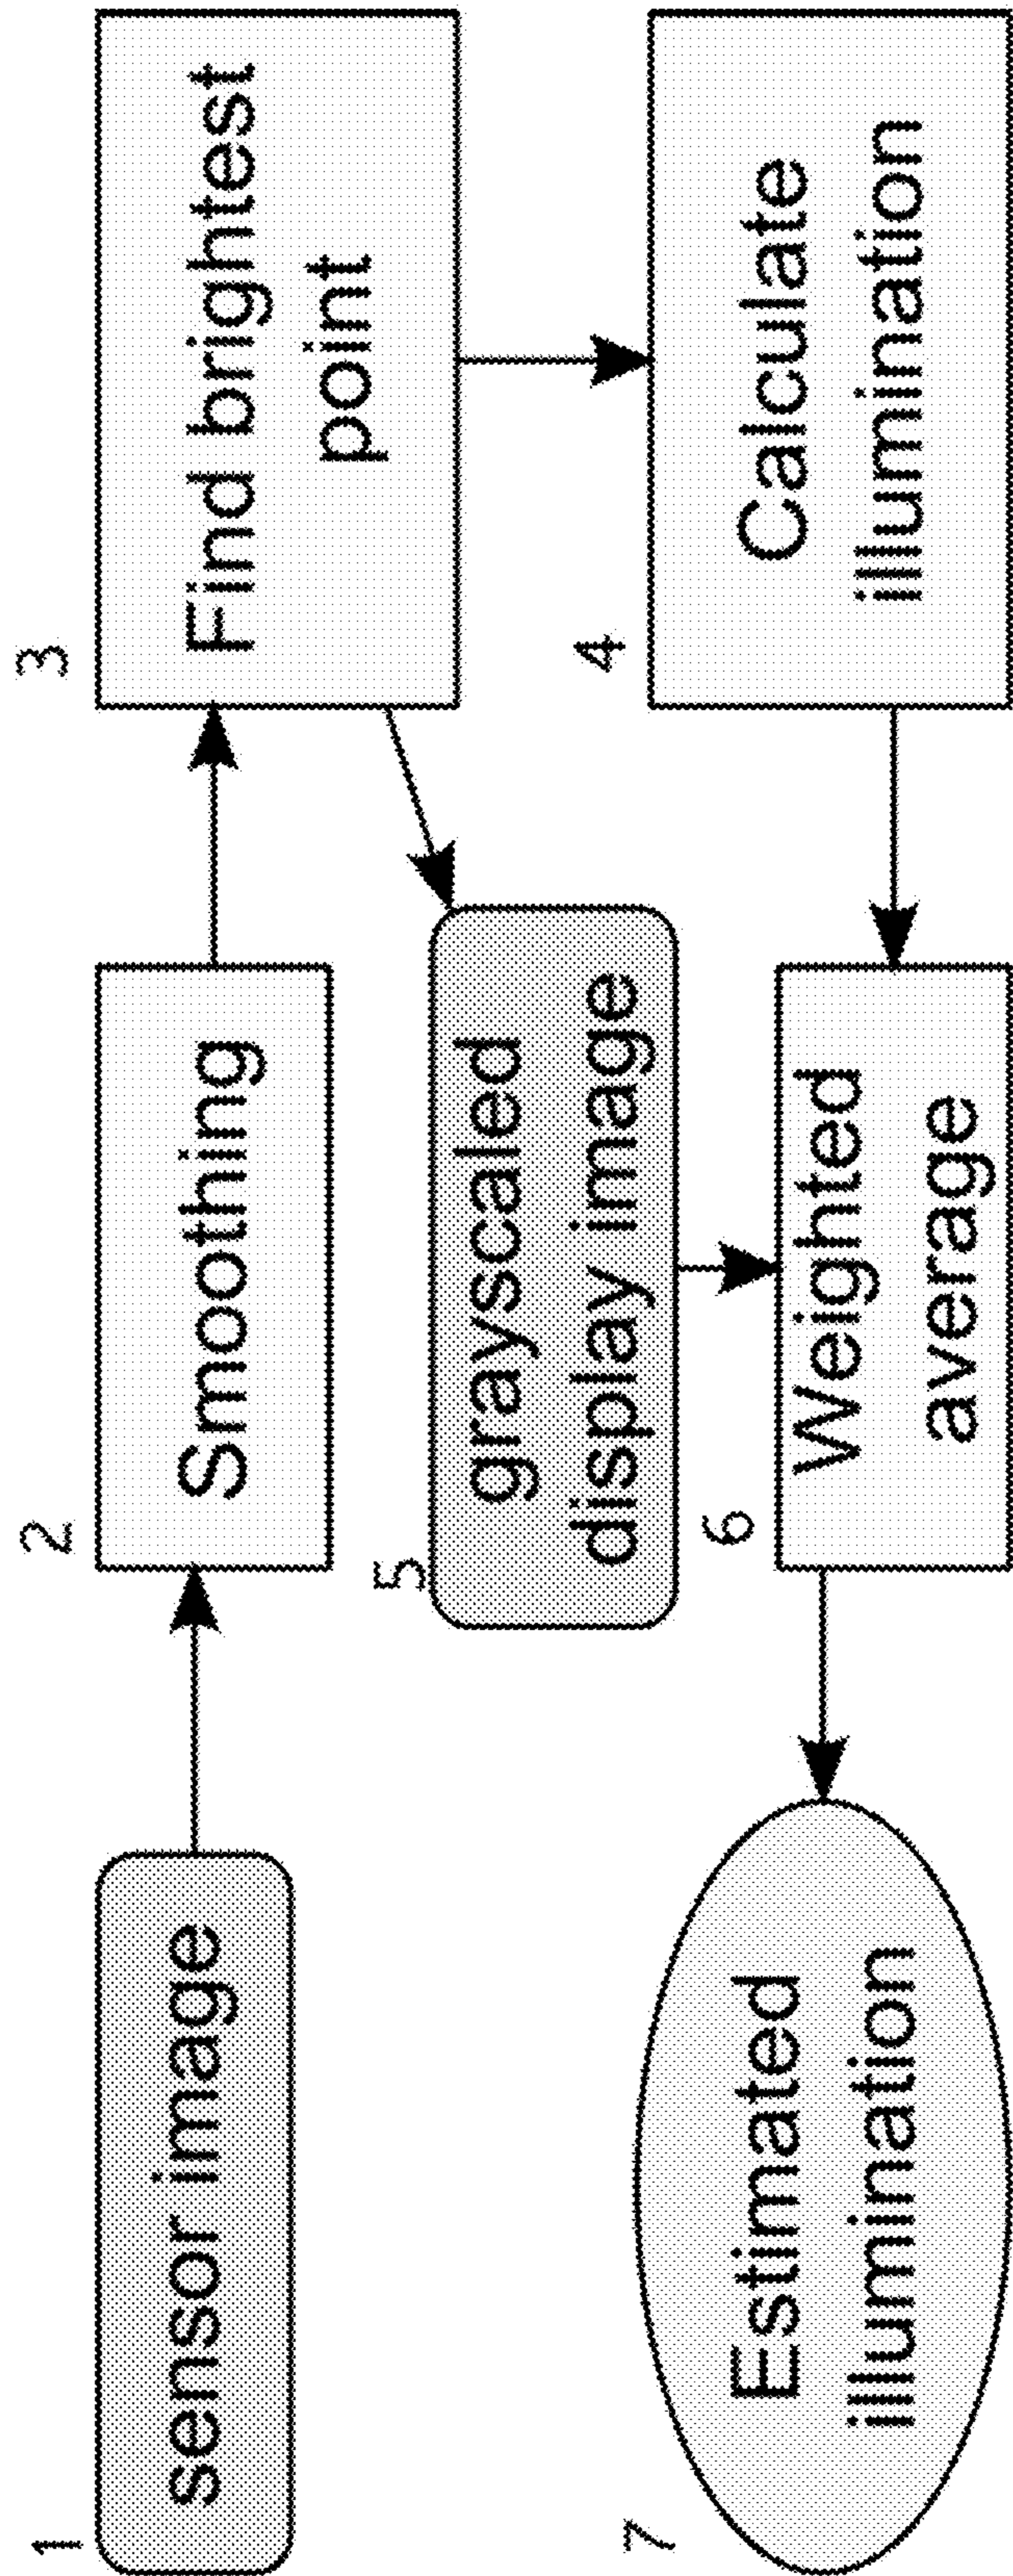 1
sensor image
2
Smoothing
3
Find brightest
point
4
Calculate
illumination
5
grayscaled
display image
6
Weighted
average
7
Estimated
illumination